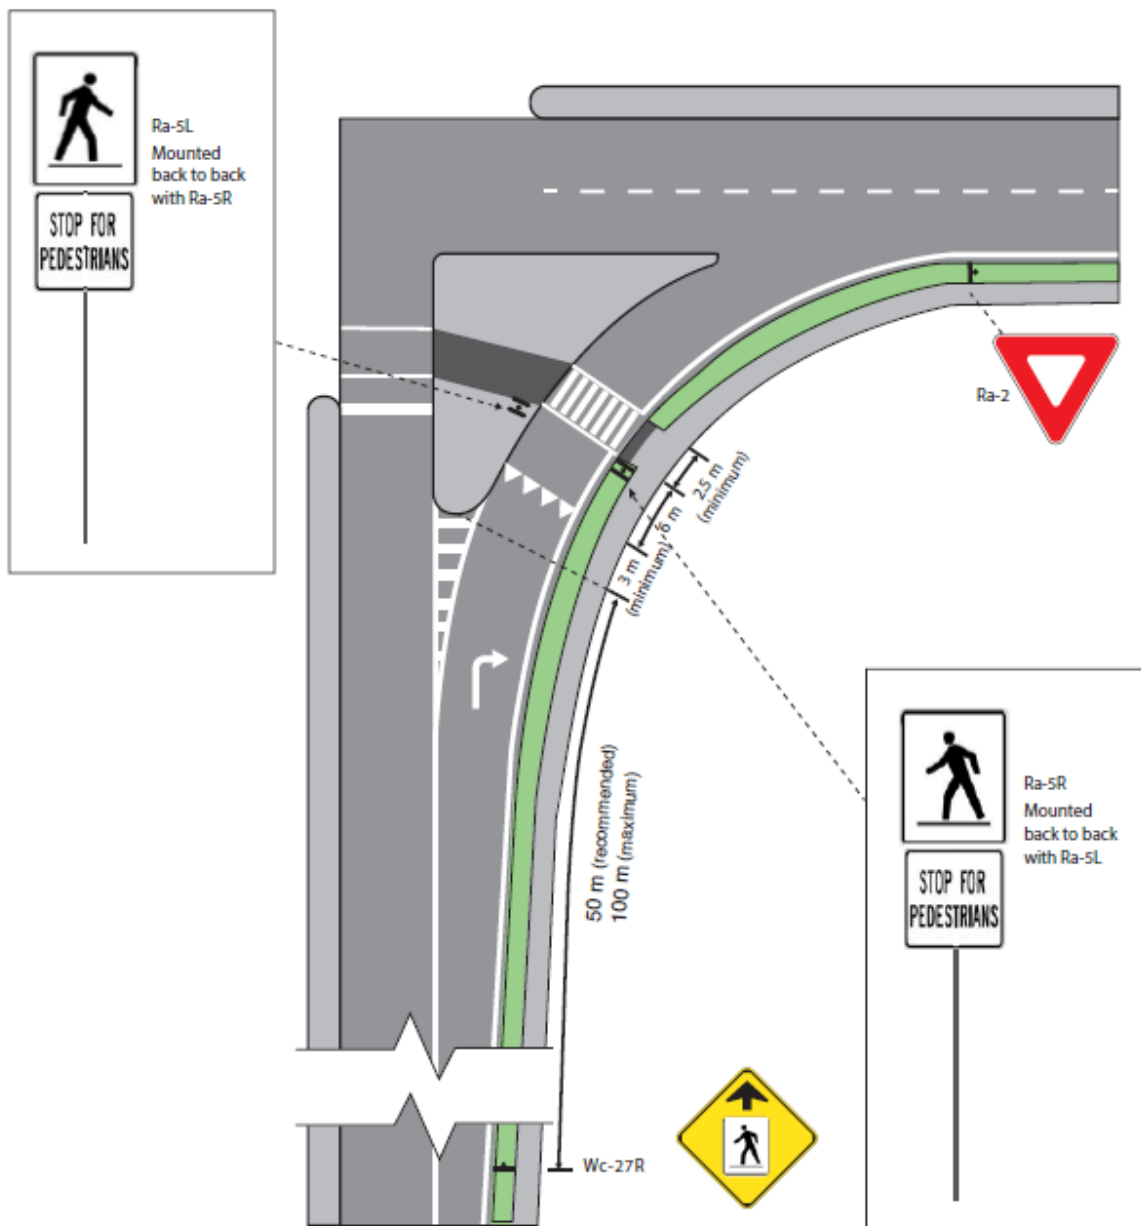 Ra-5L
Mounted
back to back
with Ra-5R
STOP FOR
PEDESTRIANS
Ra-2
2.5 m
(minimum)
6 m
3 m
(minimum)
50 m (recommended)
100 m (maximum)
Ra-5R
Mounted
back to back
with Ra-5L
STOP FOR
PEDESTRIANS
Wc-27R